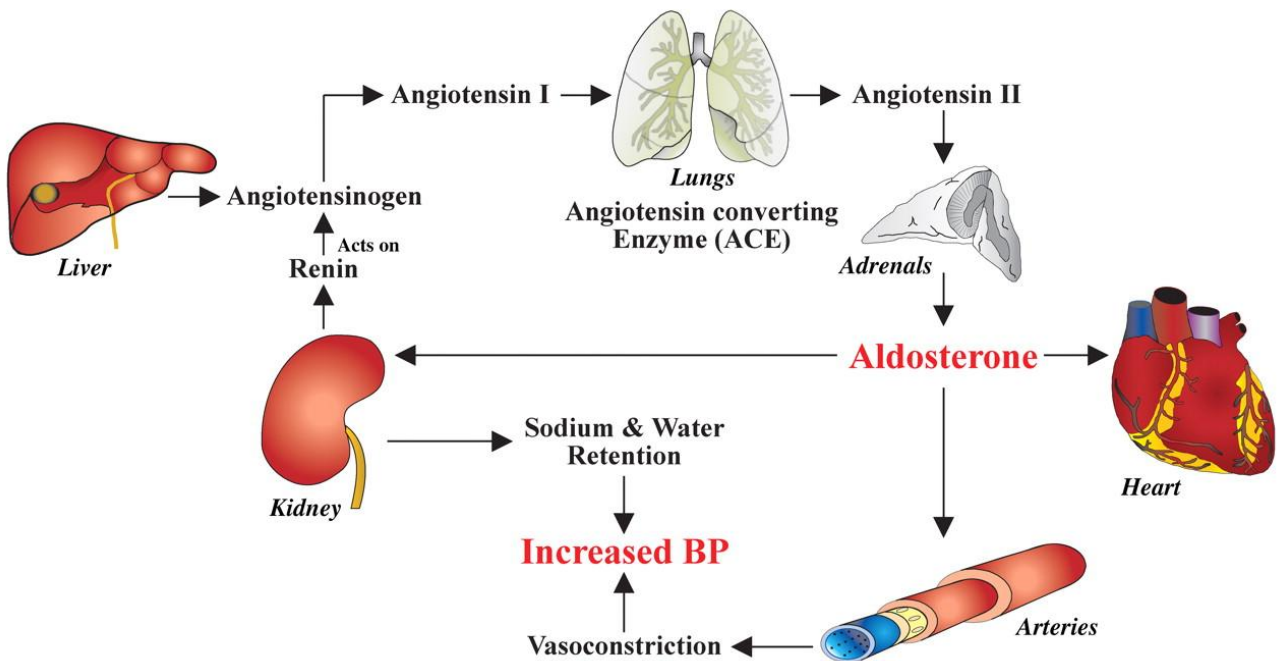 Angiotensin I
Angiotensin II
Lungs
Angiotensin converting
Enzyme (ACE)
Angiotensinogen
Acts on
Renin
Liver
Adrenals
Aldosterone
Sodium & Water
Retention
Kidney
Heart
Increased BP
Vasoconstriction
Arteries